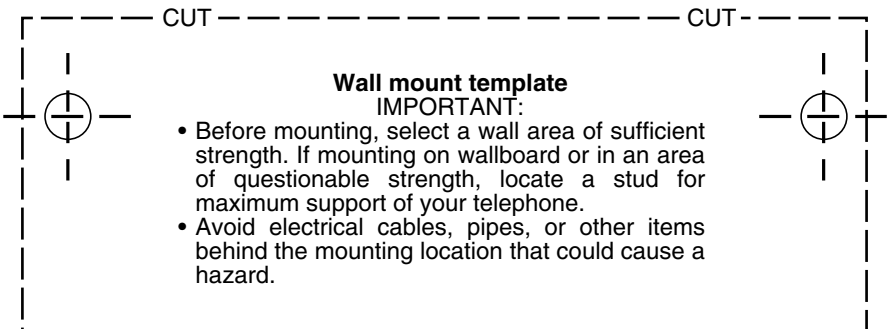 CUT CUT
Wall mount template
IMPORTANT:
• Before mounting, select a wall area of sufficient
strength. If mounting on wallboard or in an area
of questionable strength, locate a stud for
maximum support of your telephone.
• Avoid electrical cables, pipes, or other items
behind the mounting location that could cause a
hazard.